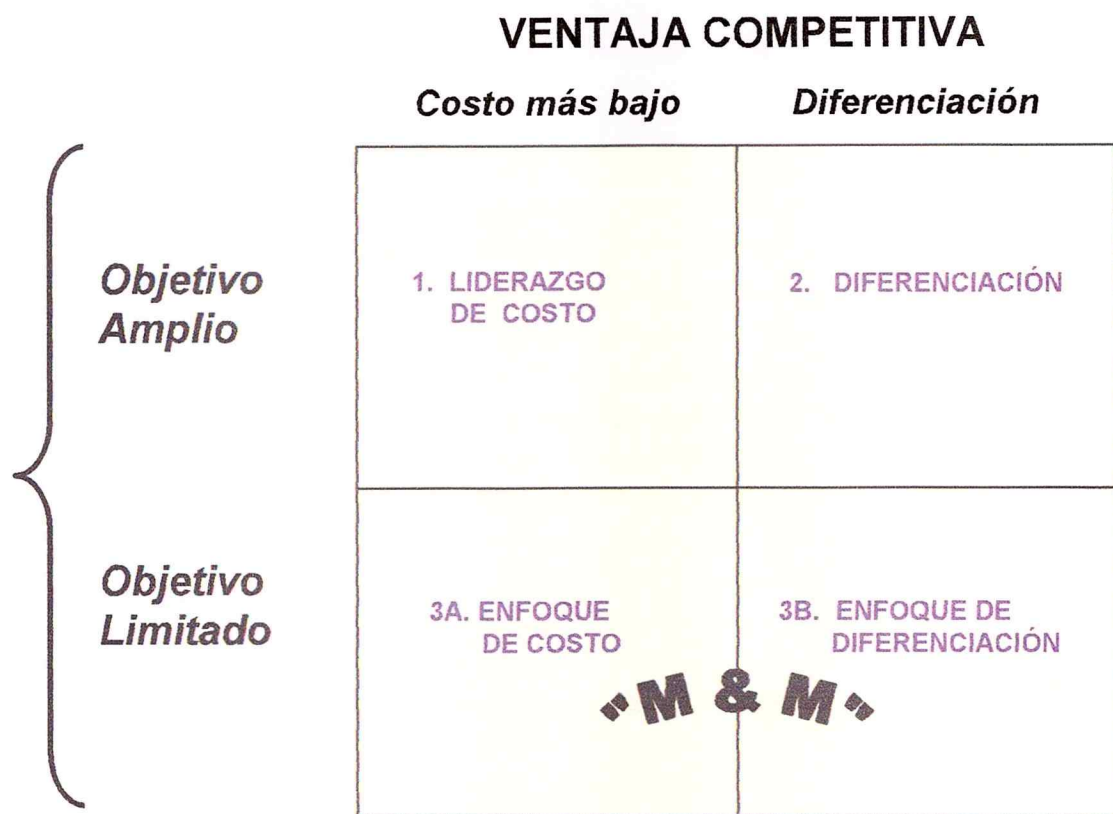 VENTAJA COMPETITIVA
Costo más bajo
Diferenciación
Objetivo
Amplio
1. LIDERAZGO
DE COSTO
2. DIFERENCIACIÓN
Objetivo
Limitado
3A. ENFOQUE
DE COSTO
3B. ENFOQUE DE
DIFERENCIACIÓN
"M & M"